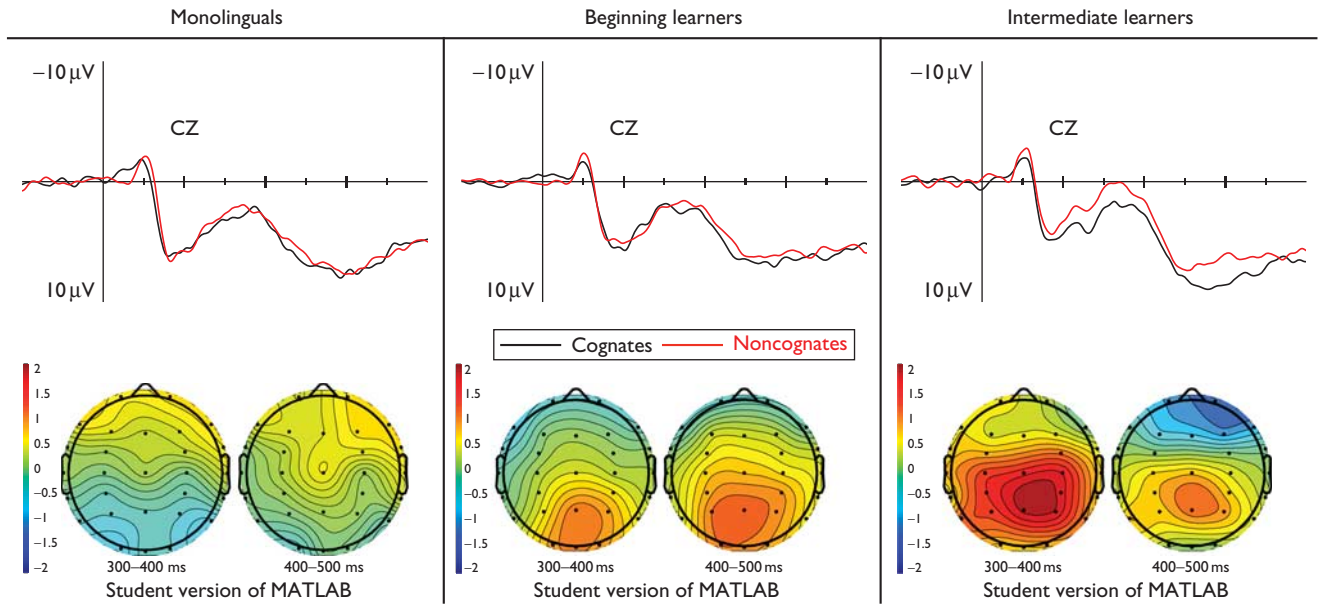 Monolinguals
−10 µV
CZ
10 µV
2
1.5
1
0.5
0
−0.5
−1
−1.5
−2
300–400 ms
400–500 ms
Student version of MATLAB
Beginning learners
−10 µV
CZ
10 µV
Cognates Noncognates
2
1.5
1
0.5
0
−0.5
−1
−1.5
−2
300–400 ms
400–500 ms
Student version of MATLAB
Intermediate learners
−10 µV
CZ
10 µV
2
1.5
1
0.5
0
−0.5
−1
−1.5
−2
300–400 ms
400–500 ms
Student version of MATLAB